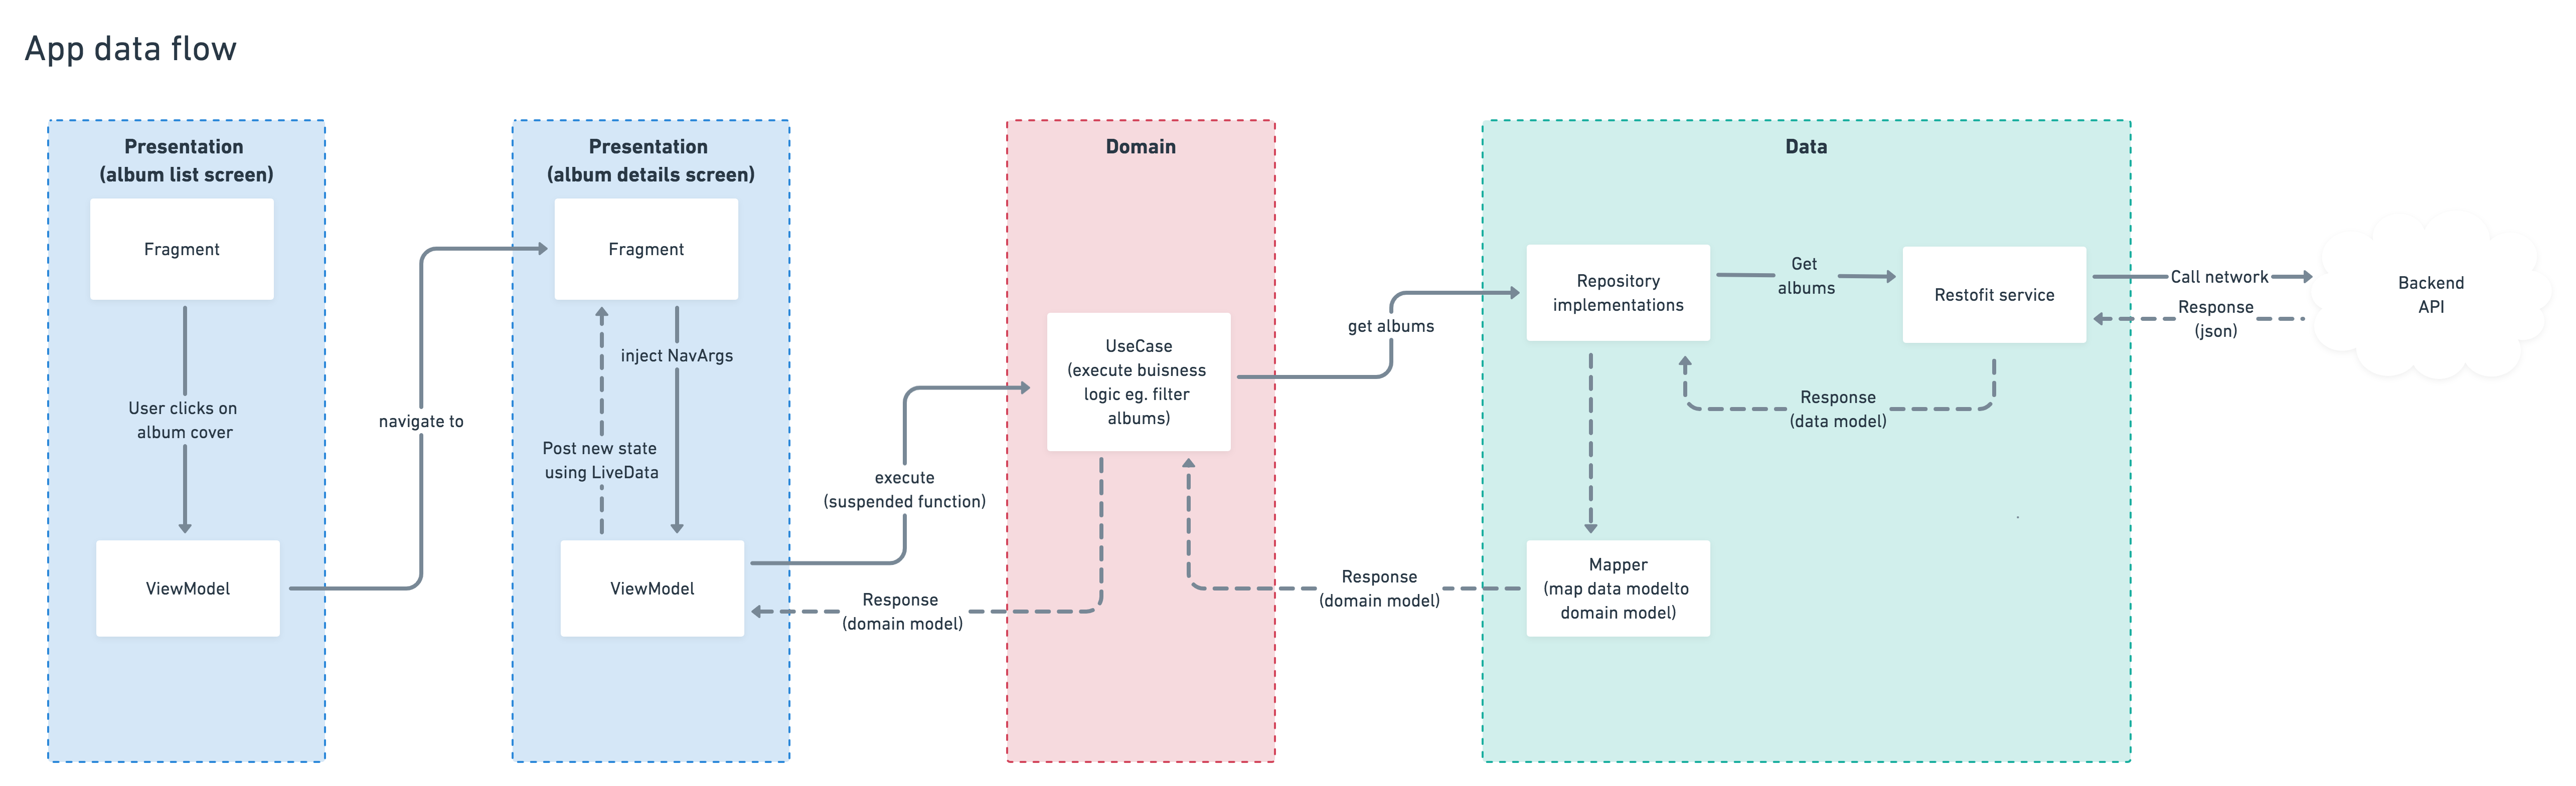 App data flow
Presentation
(album list screen)
Fragment
User clicks on
album cover
ViewModel
navigate to
Presentation
(album details screen)
Fragment
inject NavArgs
Post new state
using LiveData
ViewModel
execute
(suspended function)
Response
(domain model)
Domain
UseCase
(execute buisness
logic eg. filter
albums)
get albums
Response
(domain model)
Data
Repository
implementations
Get
albums
Restofit service
Response
(data model)
Mapper
(map data modelto
domain model)
Call network
Response
(json)
Backend
API